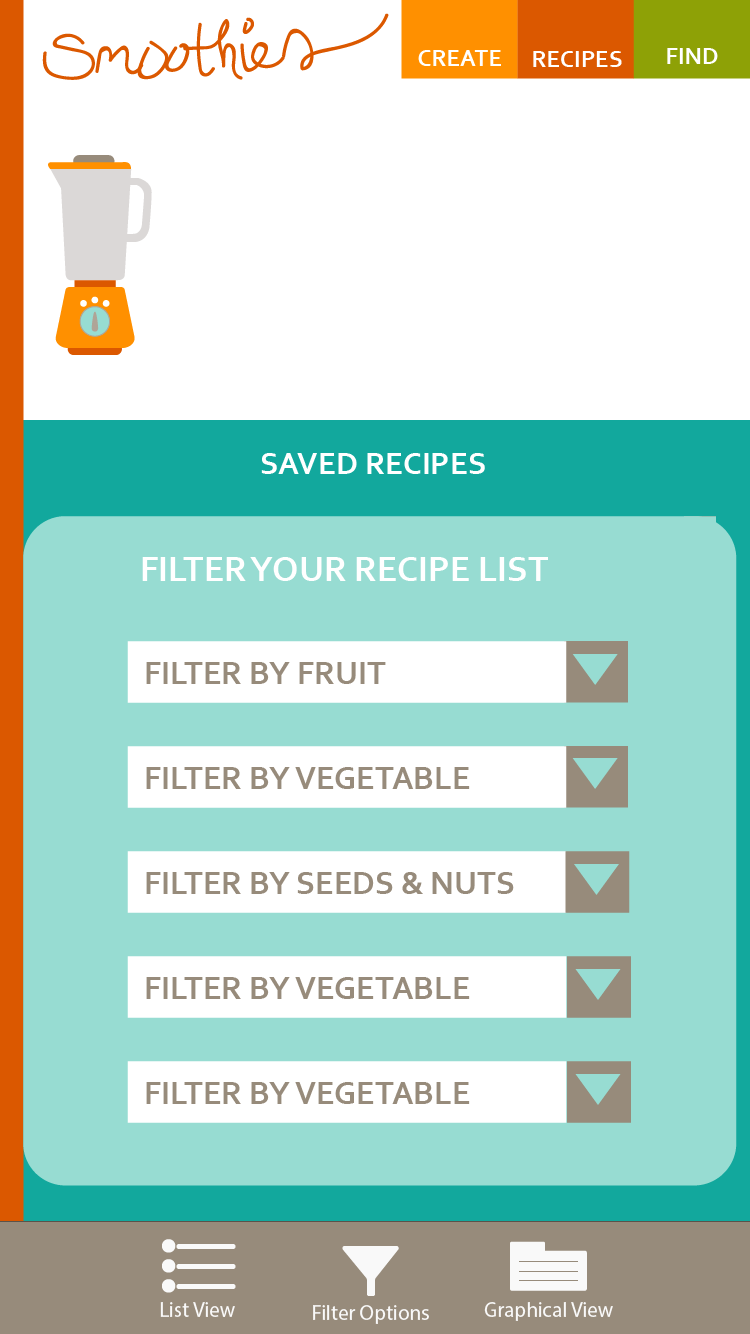 Smoothies
CREATE
RECIPES
FIND
SAVED RECIPES
FILTER YOUR RECIPE LIST
FILTER BY FRUIT
FILTER BY VEGETABLE
FILTER BY SEEDS & NUTS
FILTER BY VEGETABLE
FILTER BY VEGETABLE
List View
Filter Options
Graphical View